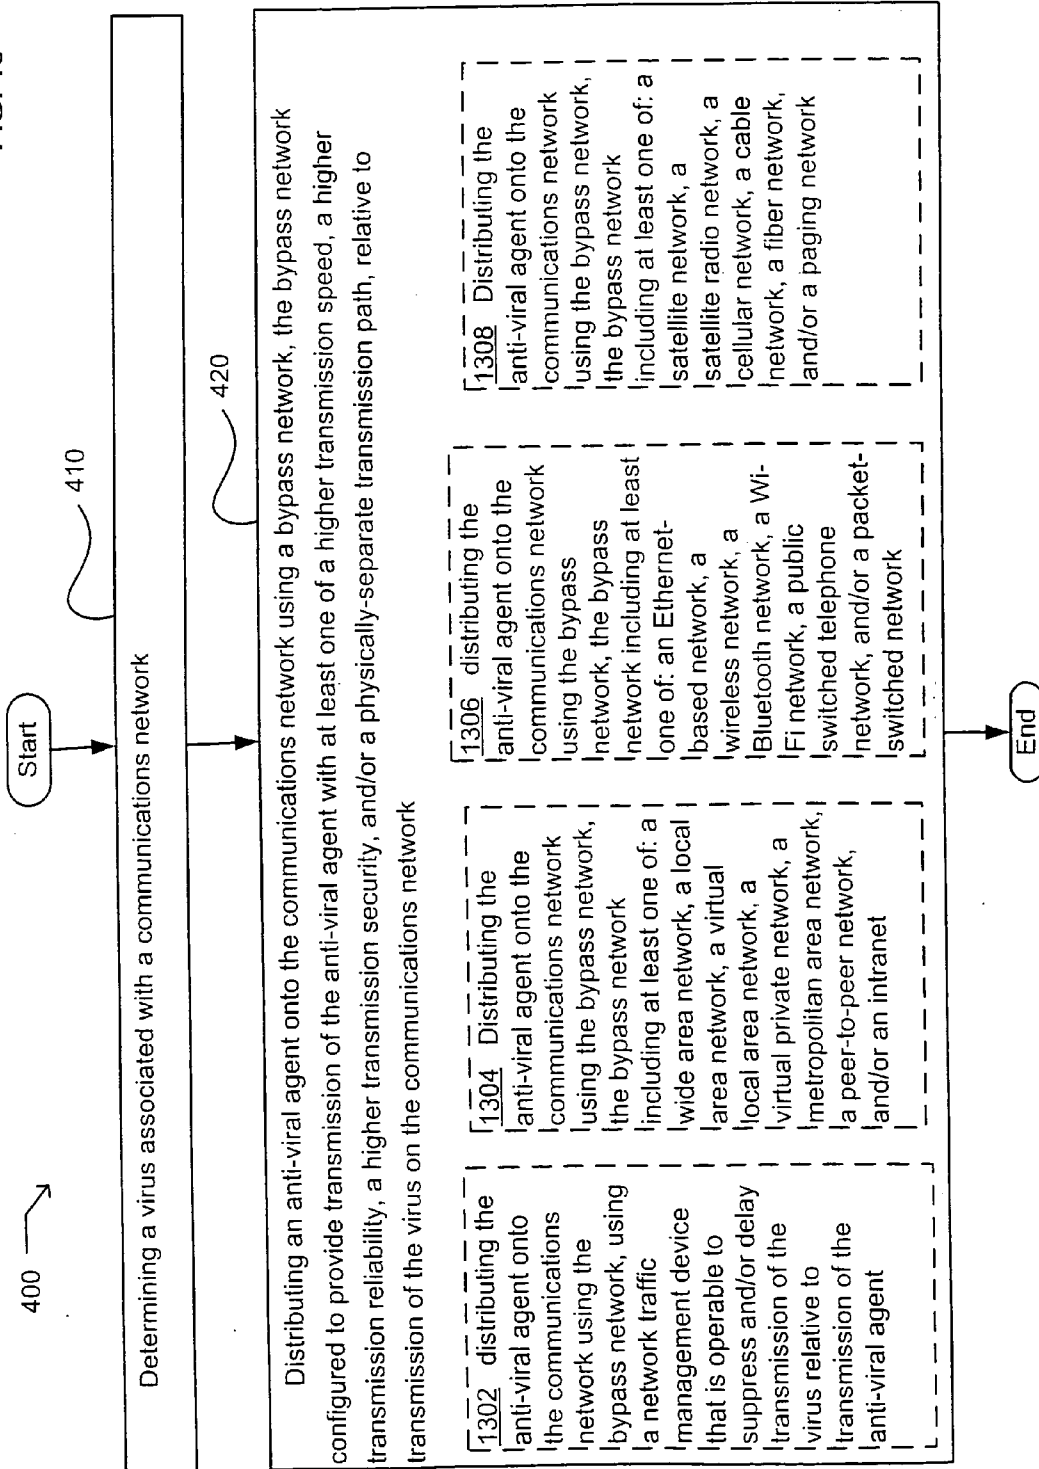 400
Start
410
Determining a virus associated with a communications network
420
Distributing an anti-viral agent onto the communications network using a bypass network, the bypass network
configured to provide transmission of the anti-viral agent with at least one of a higher transmission speed, a higher
transmission reliability, a higher transmission security, and/or a physically-separate transmission path, relative to
transmission of the virus on the communications network
1302 distributing the
anti-viral agent onto
the communications
network using the
bypass network, using
a network traffic
management device
that is operable to
suppress and/or delay
transmission of the
virus relative to
transmission of the
anti-viral agent
1304 Distributing the
anti-viral agent onto the
communications network
using the bypass network,
the bypass network
including at least one of: a
wide area network, a local
area network, a virtual
local area network, a
virtual private network, a
metropolitan area network,
a peer-to-peer network,
and/or an intranet
1306 distributing the
anti-viral agent onto the
communications network
using the bypass
network, the bypass
network including at least
one of: an Ethernet-
based network, a
wireless network, a
Bluetooth network, a Wi-
Fi network, a public
switched telephone
network, and/or a packet-
switched network
1308 Distributing the
anti-viral agent onto the
communications network
using the bypass network,
the bypass network
including at least one of: a
satellite network, a
satellite radio network, a
cellular network, a cable
network, a fiber network,
and/or a paging network
End